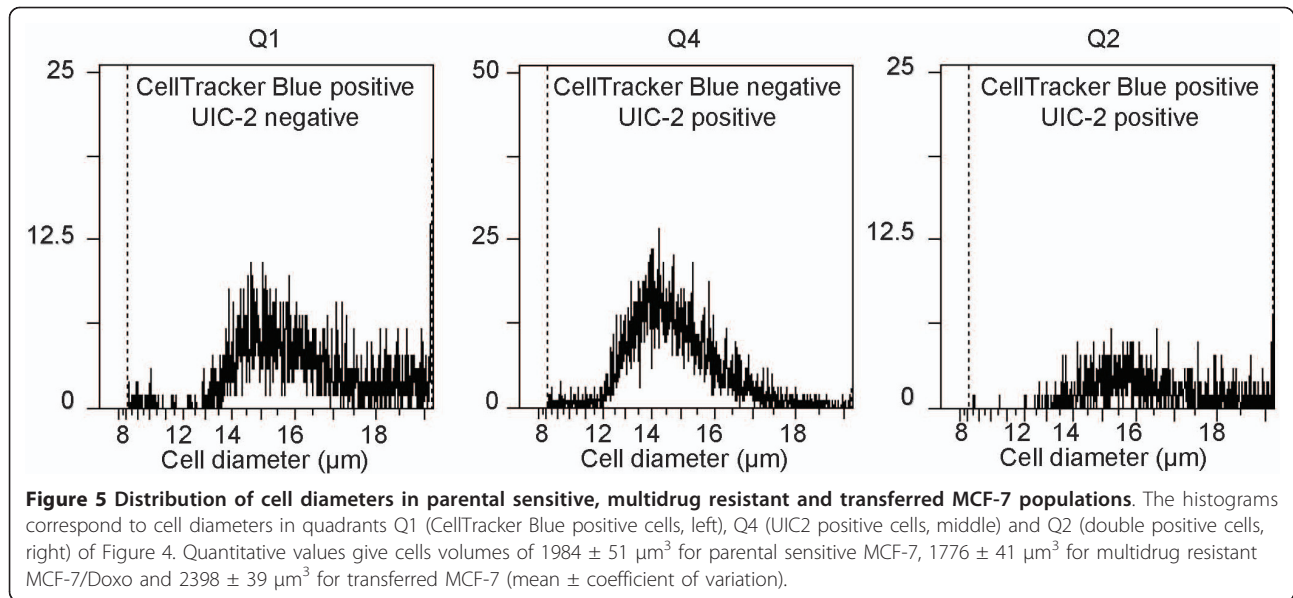 Q1
Q4
Q2
25
12.5
0
CellTracker Blue positive
UIC-2 negative
8 12 14 16 18
Cell diameter (µm)
50
25
0
CellTracker Blue negative
UIC-2 positive
8 12 14 16 18
Cell diameter (µm)
25
12.5
0
CellTracker Blue positive
UIC-2 positive
8 12 14 16 18
Cell diameter (µm)
Figure 5 Distribution of cell diameters in parental sensitive, multidrug resistant and transferred MCF-7 populations. The histograms
correspond to cell diameters in quadrants Q1 (CellTracker Blue positive cells, left), Q4 (UIC2 positive cells, middle) and Q2 (double positive cells,
right) of Figure 4. Quantitative values give cells volumes of 1984 ± 51 µm³ for parental sensitive MCF-7, 1776 ± 41 µm³ for multidrug resistant
MCF-7/Doxo and 2398 ± 39 µm³ for transferred MCF-7 (mean ± coefficient of variation).